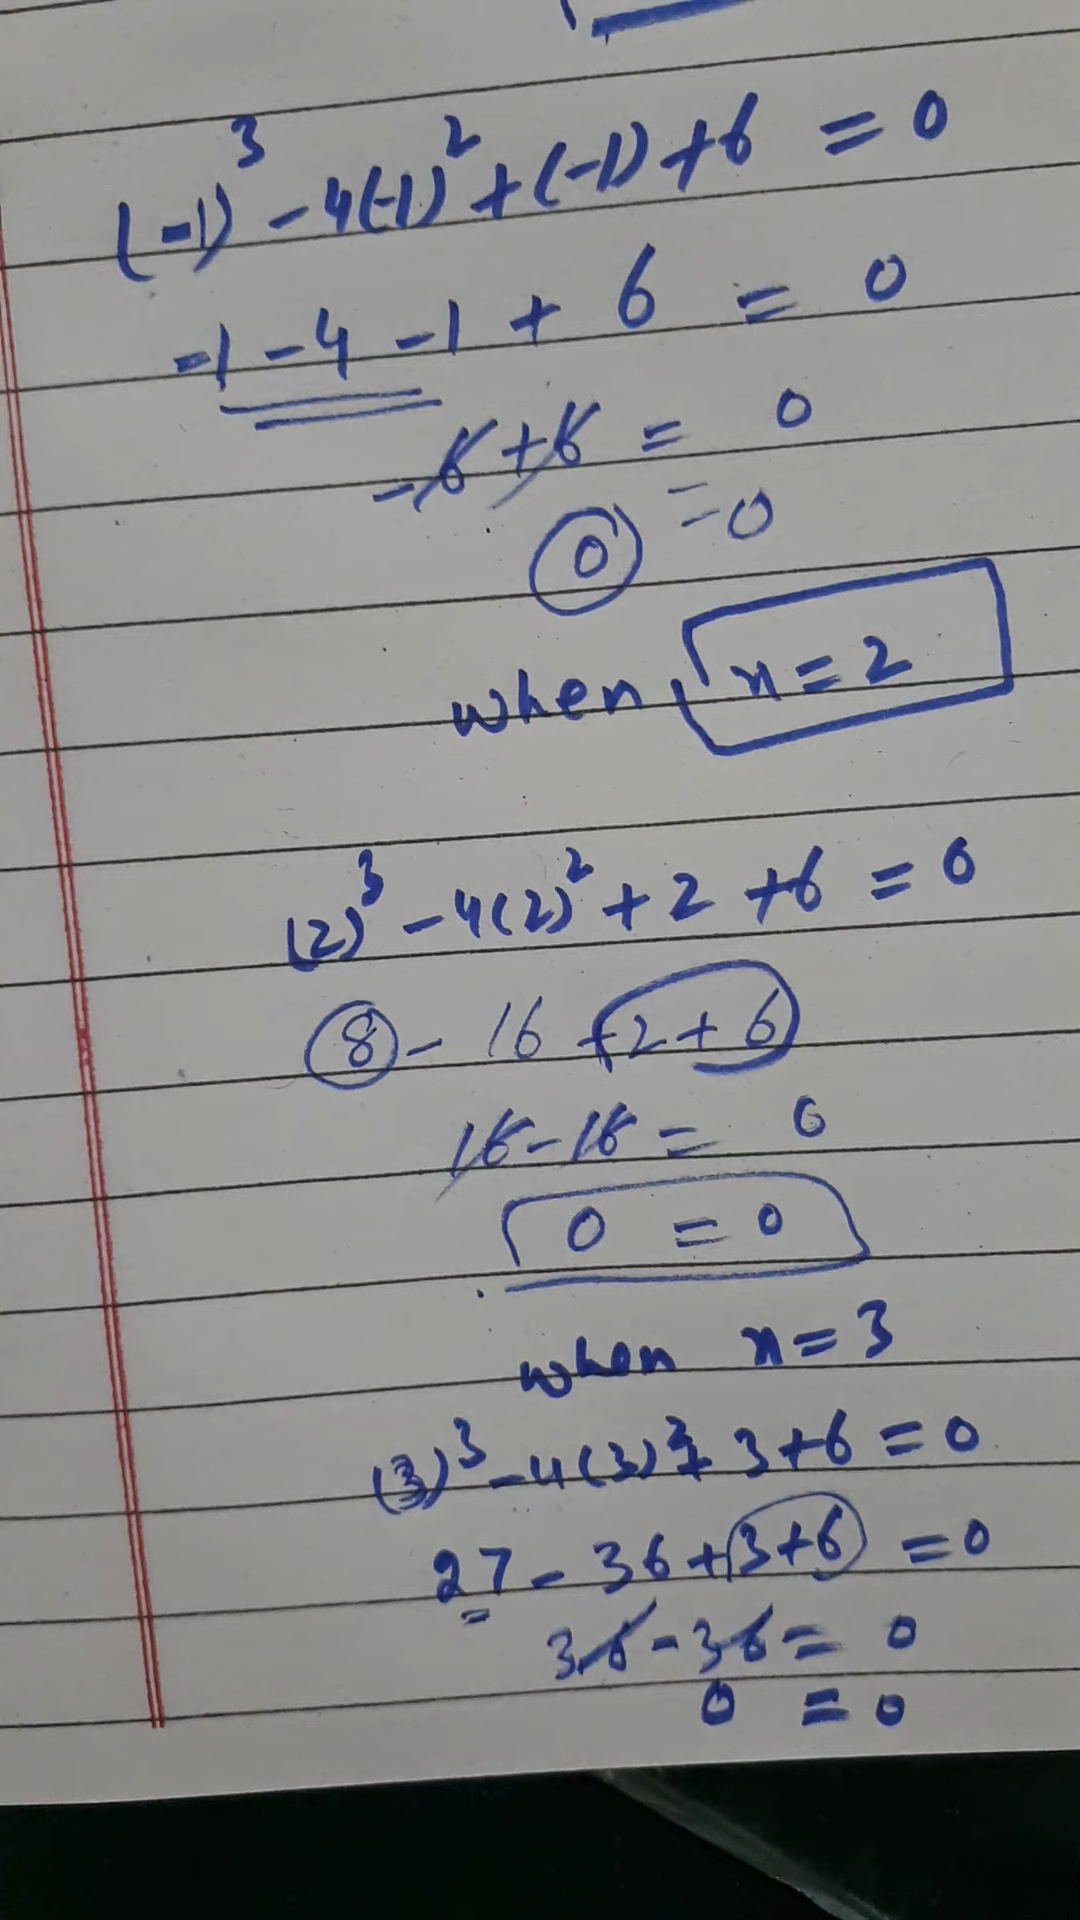 (-1)³ - 4(-1)² + (-1) + 6 = 0
-1 - 4 - 1 + 6 = 0
-6 + 6 = 0
0 = 0
when x = 2
(2)³ - 4(2)² + 2 + 6 = 0
8 - 16 + 2 + 6
16 - 16 = 0
0 = 0
when x = 3
(3)³ - 4(3)² + 3 + 6 = 0
27 - 36 + 3 + 6 = 0
36 - 36 = 0
0 = 0